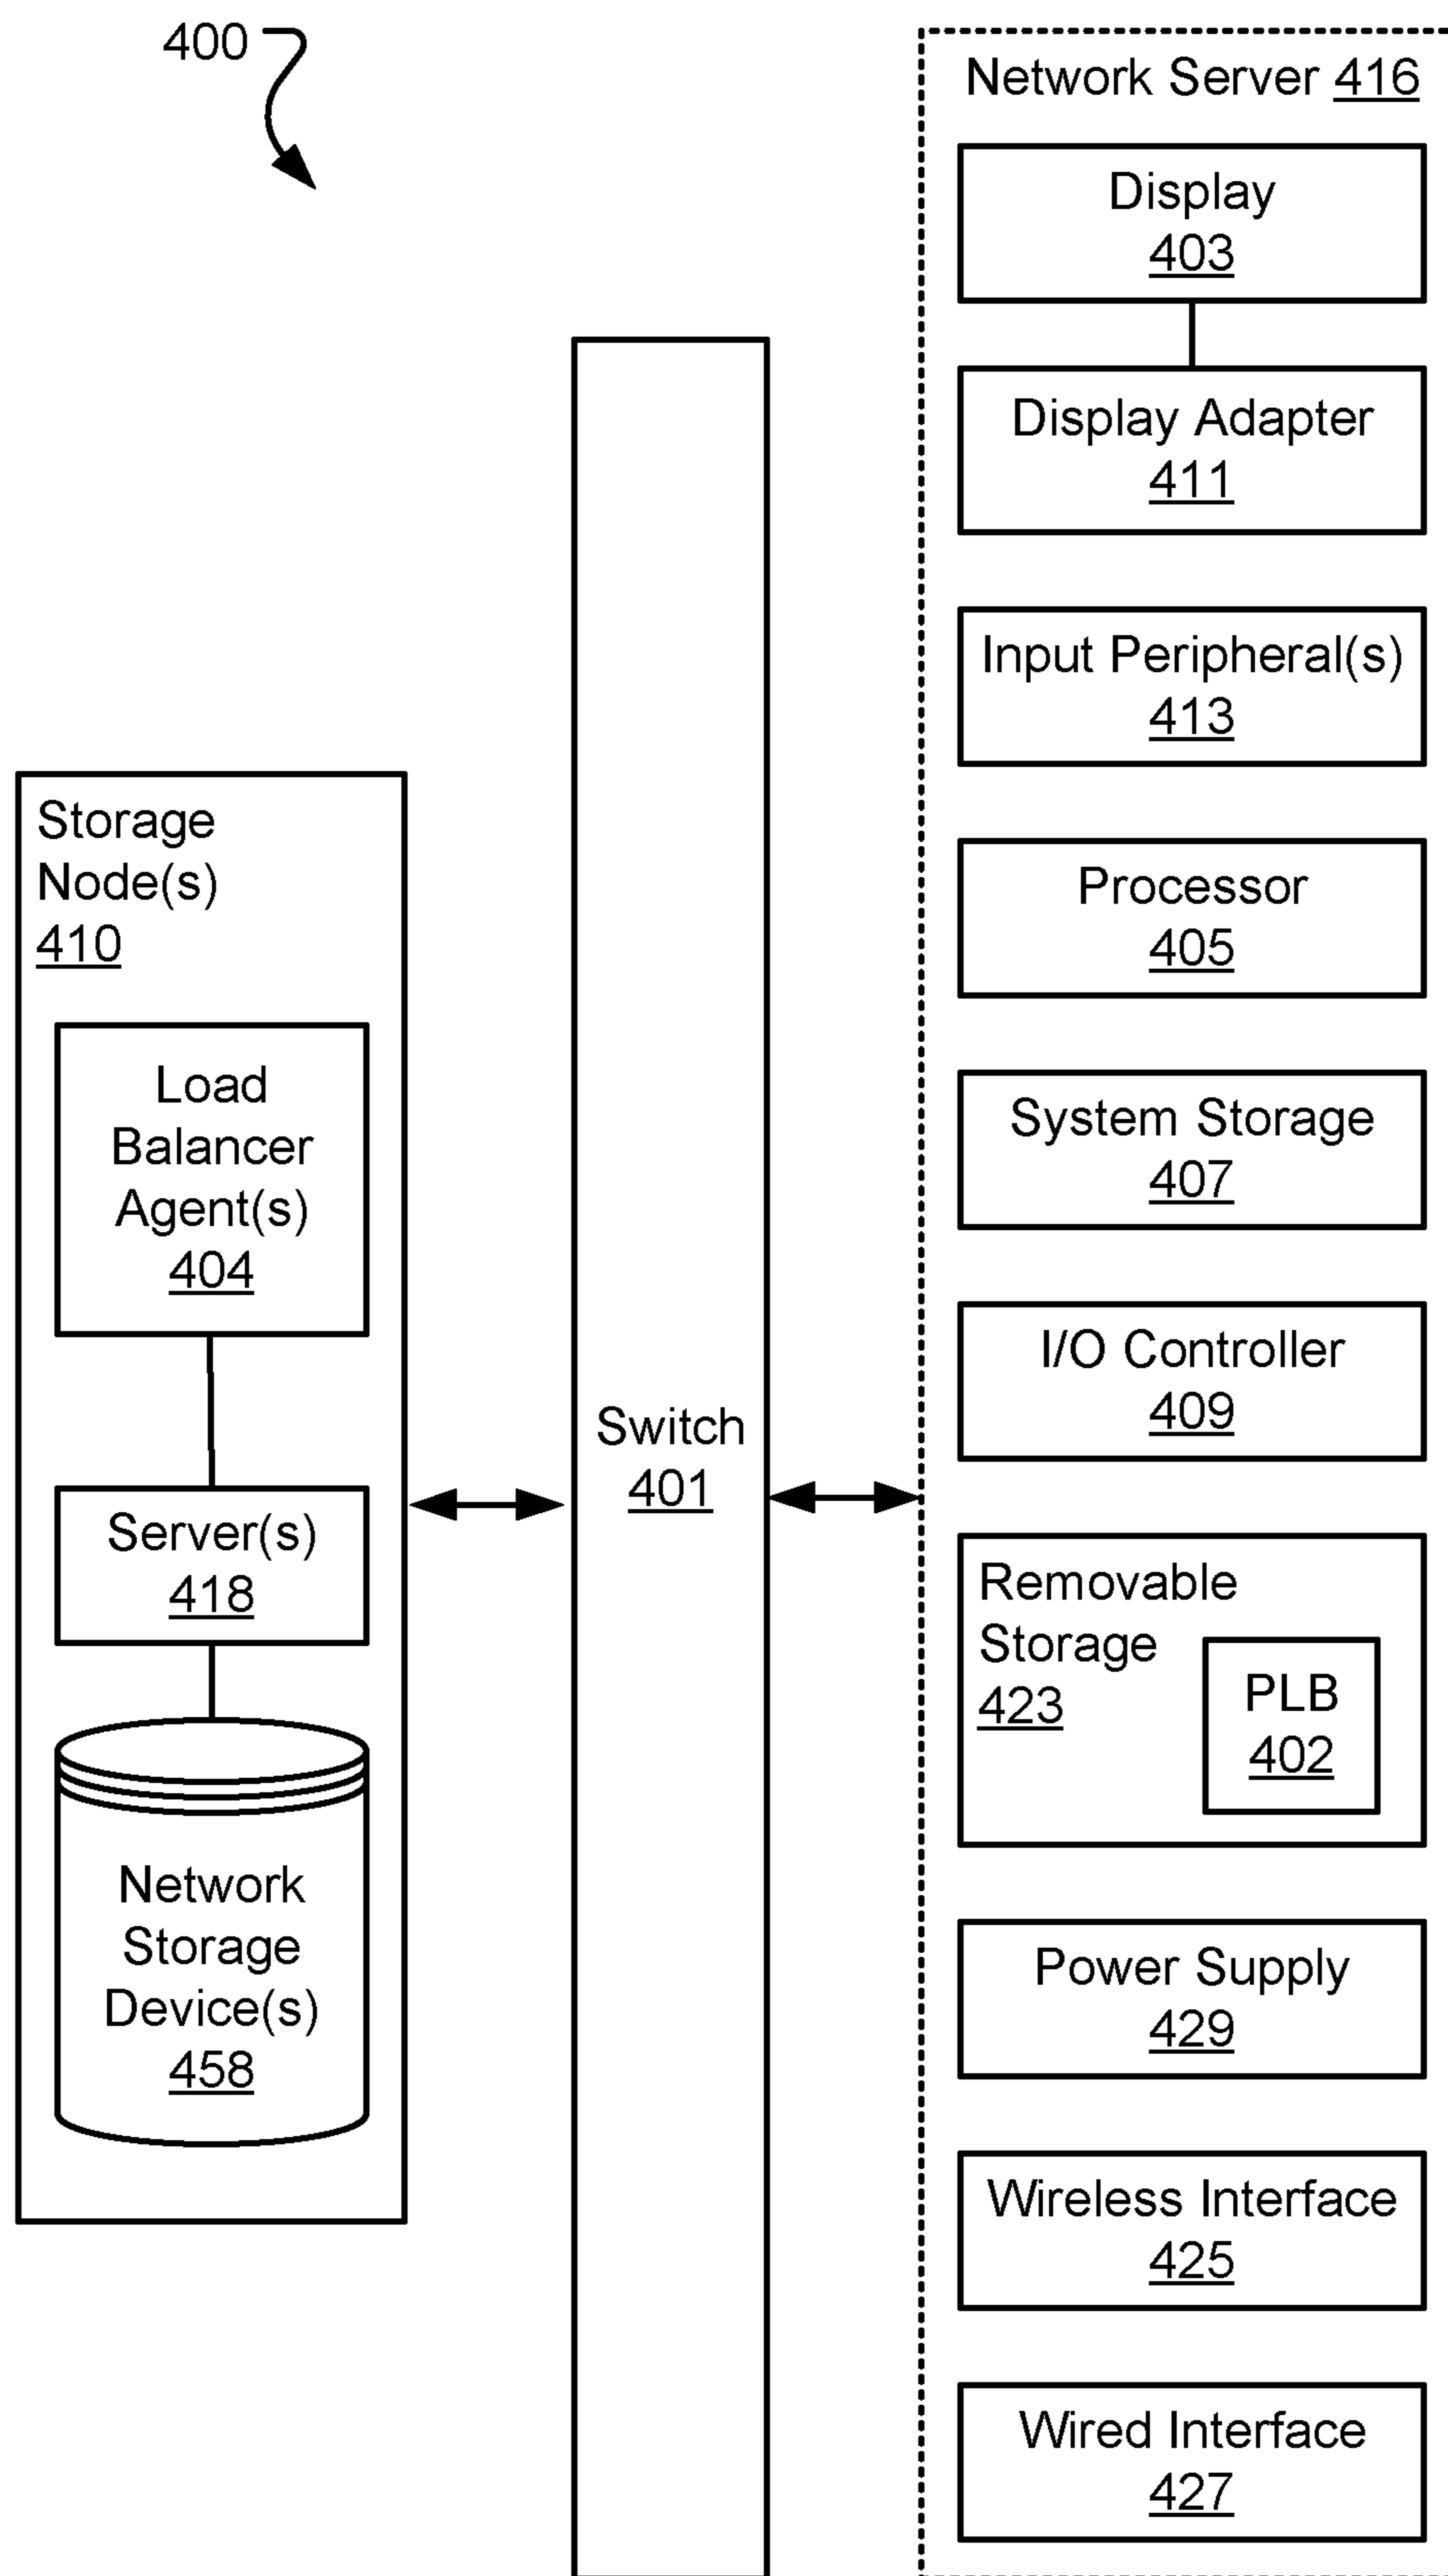 400
Network Server 416
Display
403
Display Adapter
411
Input Peripheral(s)
413
Processor
405
System Storage
407
I/O Controller
409
Removable
Storage
423
PLB
402
Power Supply
429
Wireless Interface
425
Wired Interface
427
Switch
401
Storage
Node(s)
410
Load
Balancer
Agent(s)
404
Server(s)
418
Network
Storage
Device(s)
458